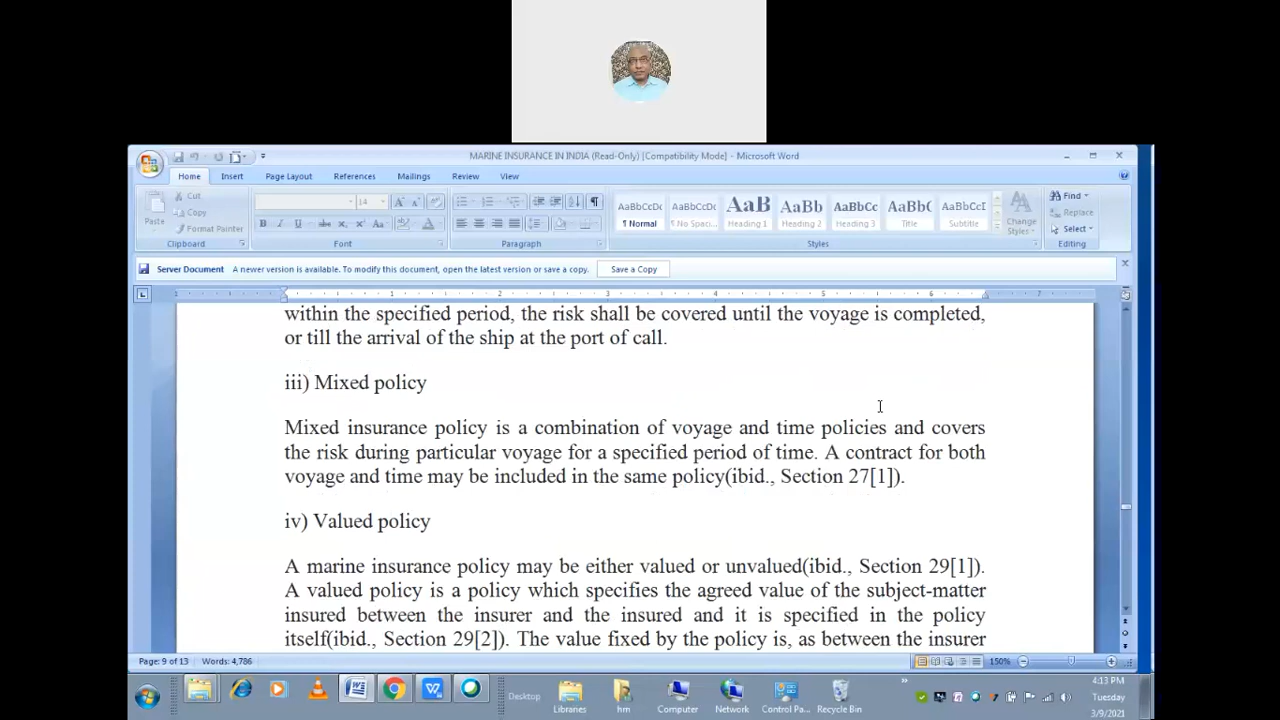 MARINE INSURANCE IN INDIA (Read-Only) [Compatibility Mode] - Microsoft Word
Home Insert Page Layout References Mailings Review View
Paste
Cut
Copy
Format Painter
Clipboard
14
Font
Paragraph
AaBbCcDc AaBbCcDc AaB AaBb AaBbCc AaBb( AaBbCcI
¶ Normal ¶ No Spaci... Heading 1 Heading 2 Heading 3 Title Subtitle
Styles
Change
Styles
Find
Replace
Select
Editing
Server Document A newer version is available. To modify this document, open the latest version or save a copy. Save a Copy
1 1 2 3 4 5 6 7
within the specified period, the risk shall be covered until the voyage is completed,
or till the arrival of the ship at the port of call.
iii) Mixed policy
Mixed insurance policy is a combination of voyage and time policies and covers
the risk during particular voyage for a specified period of time. A contract for both
voyage and time may be included in the same policy(ibid., Section 27[1]).
iv) Valued policy
A marine insurance policy may be either valued or unvalued(ibid., Section 29[1]).
A valued policy is a policy which specifies the agreed value of the subject-matter
insured between the insurer and the insured and it is specified in the policy
itself(ibid., Section 29[2]). The value fixed by the policy is, as between the insurer
Page: 9 of 13 Words: 4,786 150%
Desktop Libraries hm Computer Network Control Pa... Recycle Bin
4:13 PM
Tuesday
3/9/2021